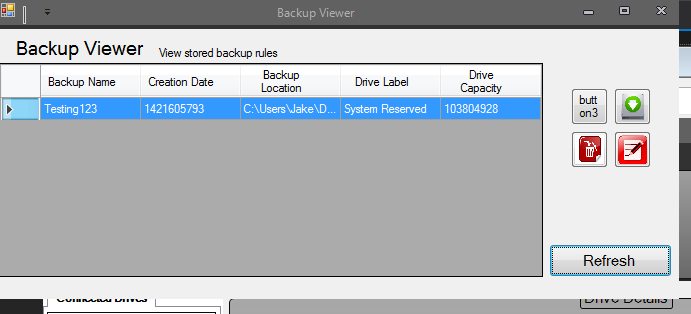 Backup Viewer
Backup Viewer View stored backup rules
Backup Name Creation Date Backup Location Drive Label Drive Capacity
Testing123 1421605793 C:\Users\Jake\D... System Reserved 103804928
butt
on3
Refresh
Connected Drives
Drive Details